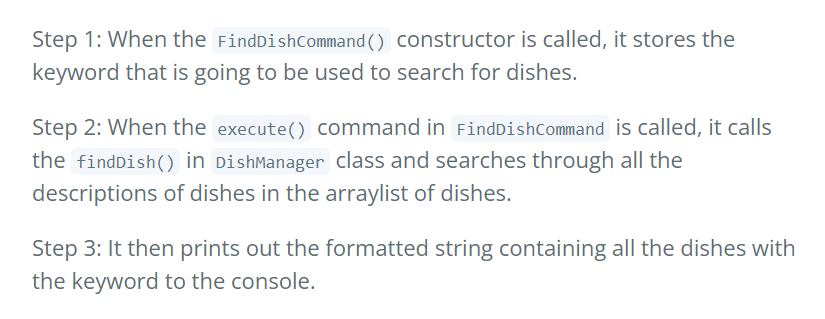 Step 1: When the FindDishCommand() constructor is called, it stores the
keyword that is going to be used to search for dishes.
Step 2: When the execute() command in FindDishCommand is called, it calls
the findDish() in DishManager class and searches through all the
descriptions of dishes in the arraylist of dishes.
Step 3: It then prints out the formatted string containing all the dishes with
the keyword to the console.